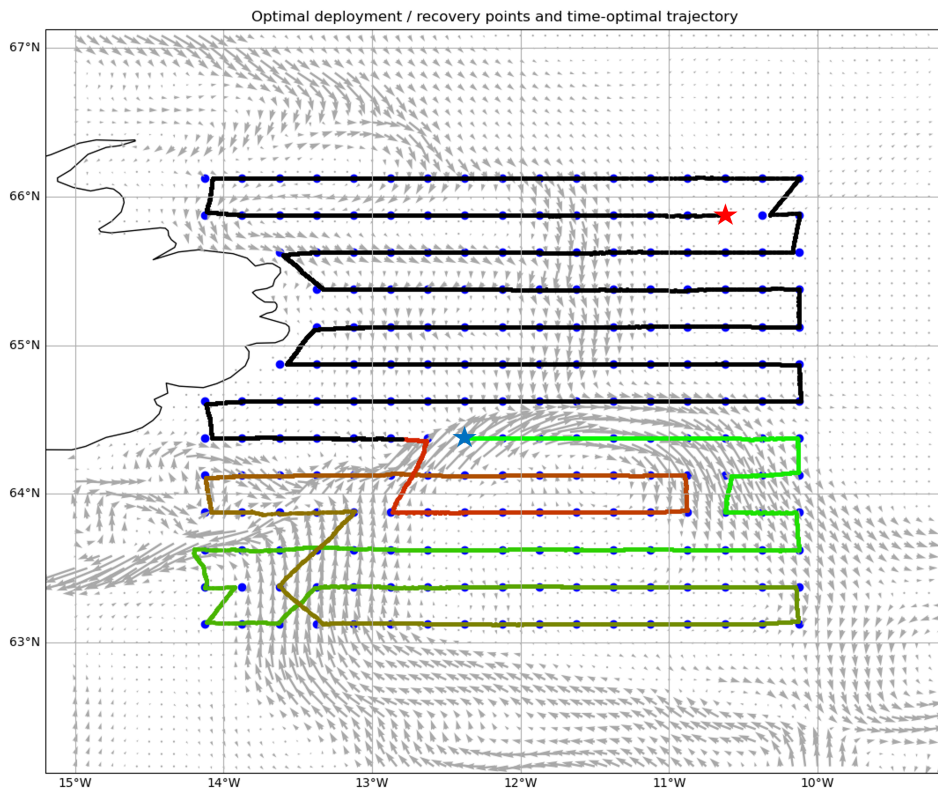 Optimal deployment / recovery points and time-optimal trajectory
67°N
66°N
65°N
64°N
63°N
15°W 14°W 13°W 12°W 11°W 10°W